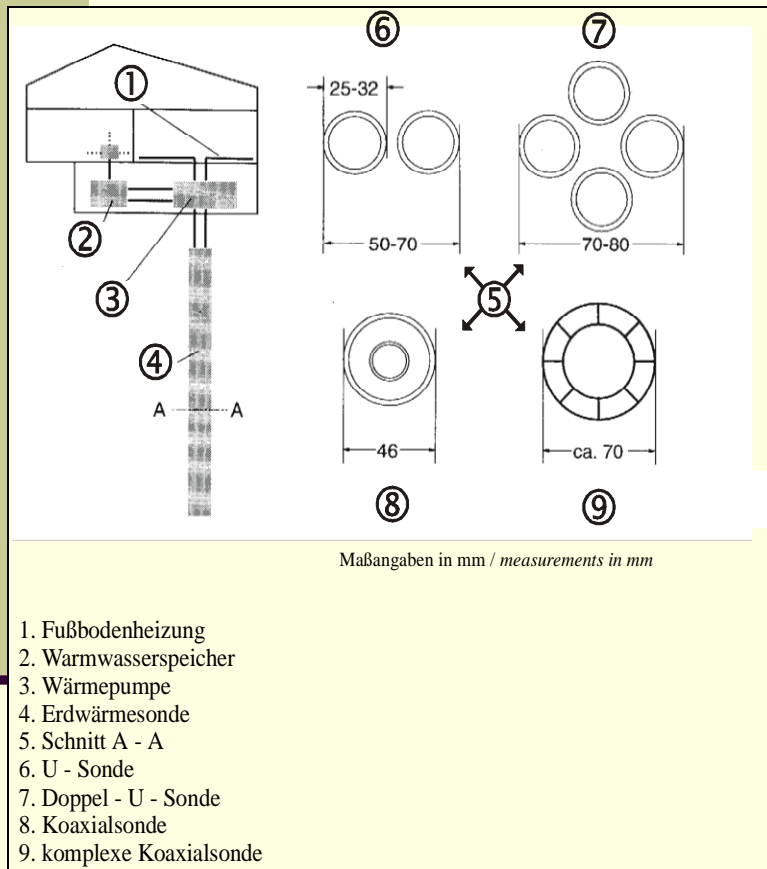 ⑥ ⑦
①
25-32
②
50-70
70-80
③
⑤
④
A A
46
ca. 70
⑧ ⑨
Maßangaben in mm / measurements in mm
1. Fußbodenheizung
2. Warmwasserspeicher
3. Wärmepumpe
4. Erdwärmesonde
5. Schnitt A - A
6. U - Sonde
7. Doppel - U - Sonde
8. Koaxialsonde
9. komplexe Koaxialsonde